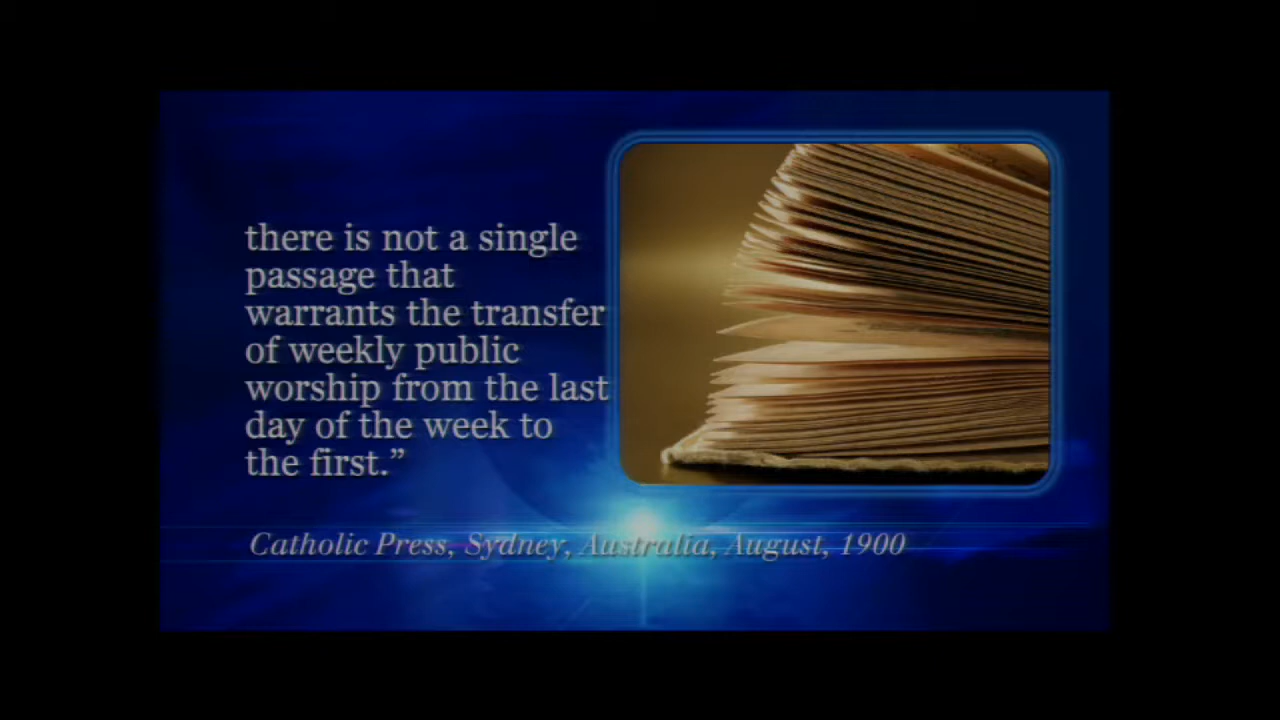 there is not a single
passage that
warrants the transfer
of weekly public
worship from the last
day of the week to
the first.”
Catholic Press, Sydney, Australia, August, 1900